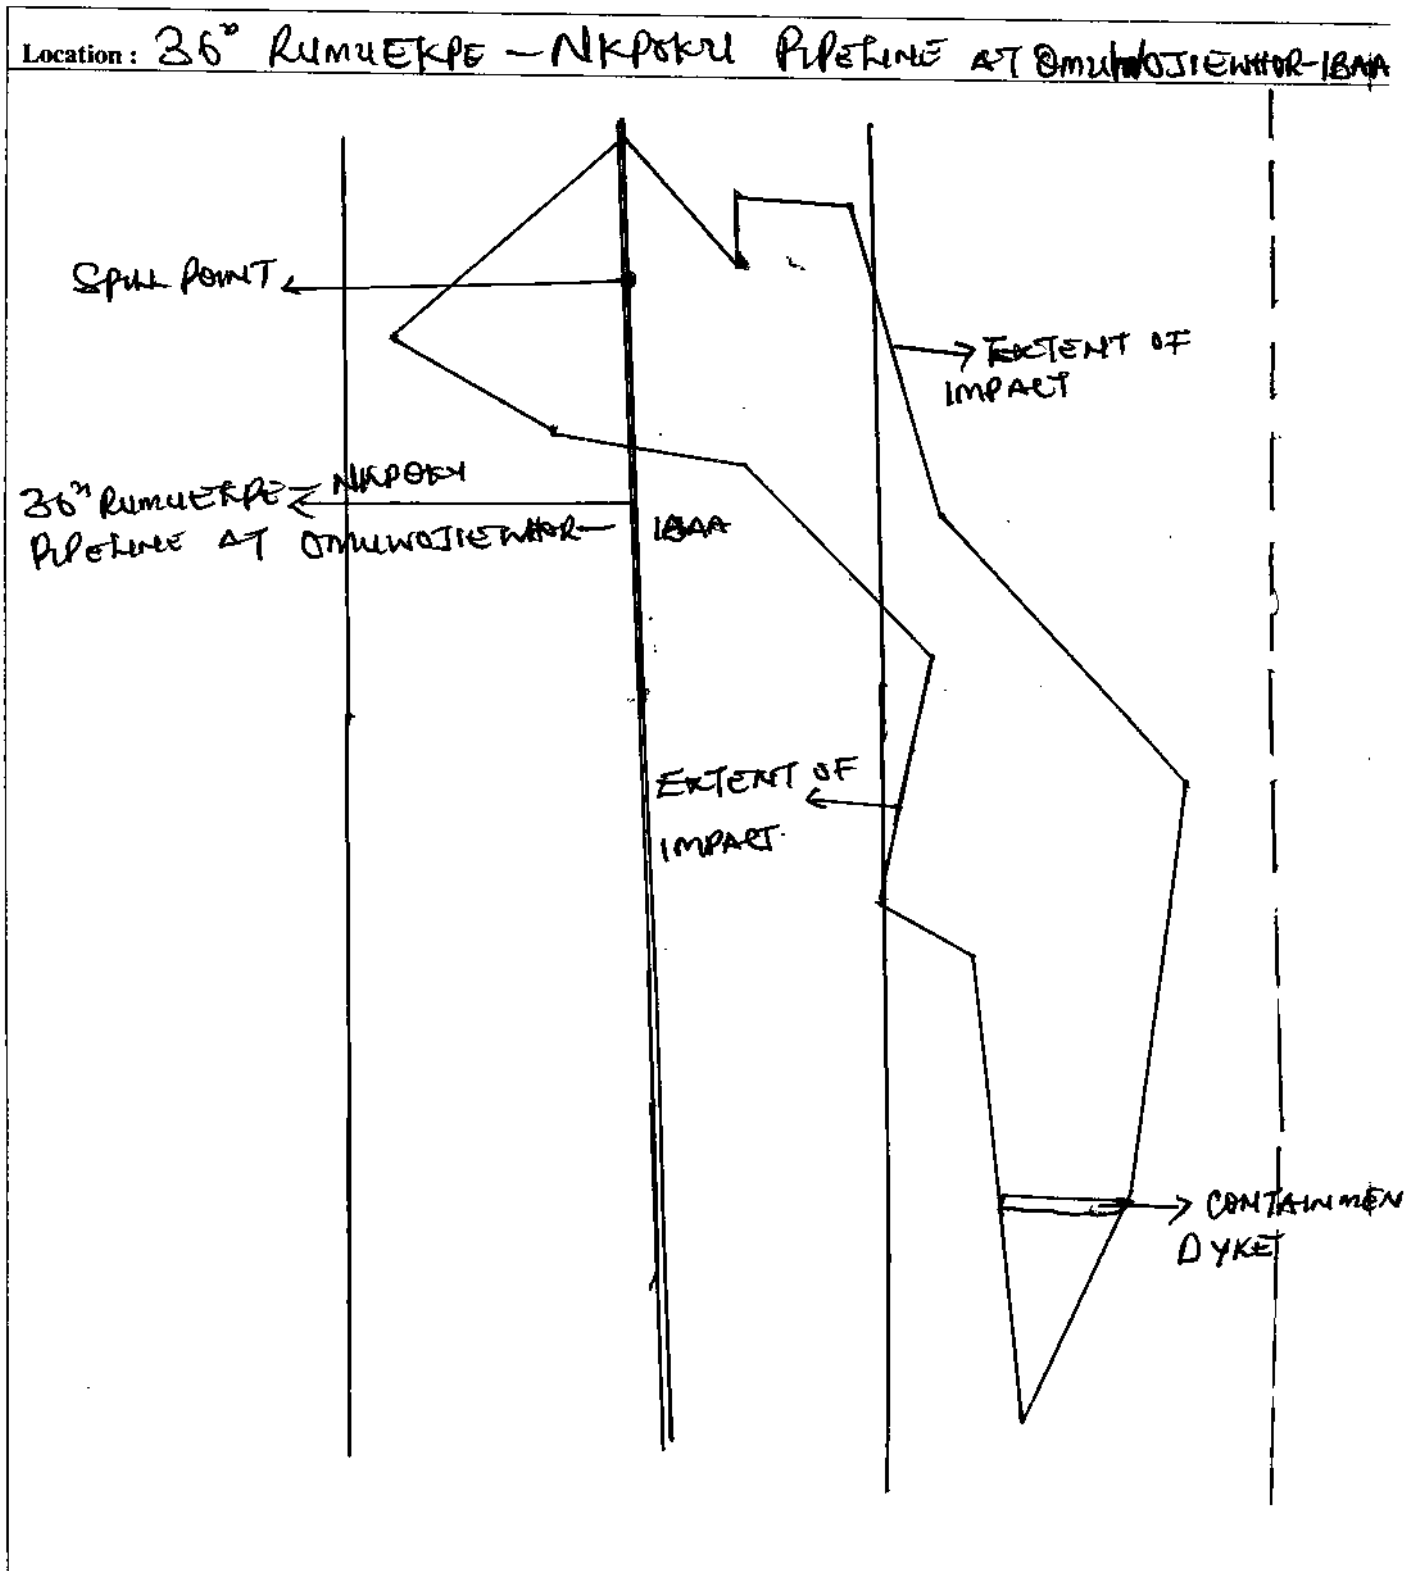 Location : 36" RUMUEKPE - NKPOKU PIPELINE AT OMUWOJIEWHOR-IBAA
SPILL POINT
EXTENT OF
IMPACT
36" RUMUEKPE - NKPOKU
PIPELINE AT OMUWOJIEWHOR- IBAA
EXTENT OF
IMPACT.
CONTAINMEN
DYKET